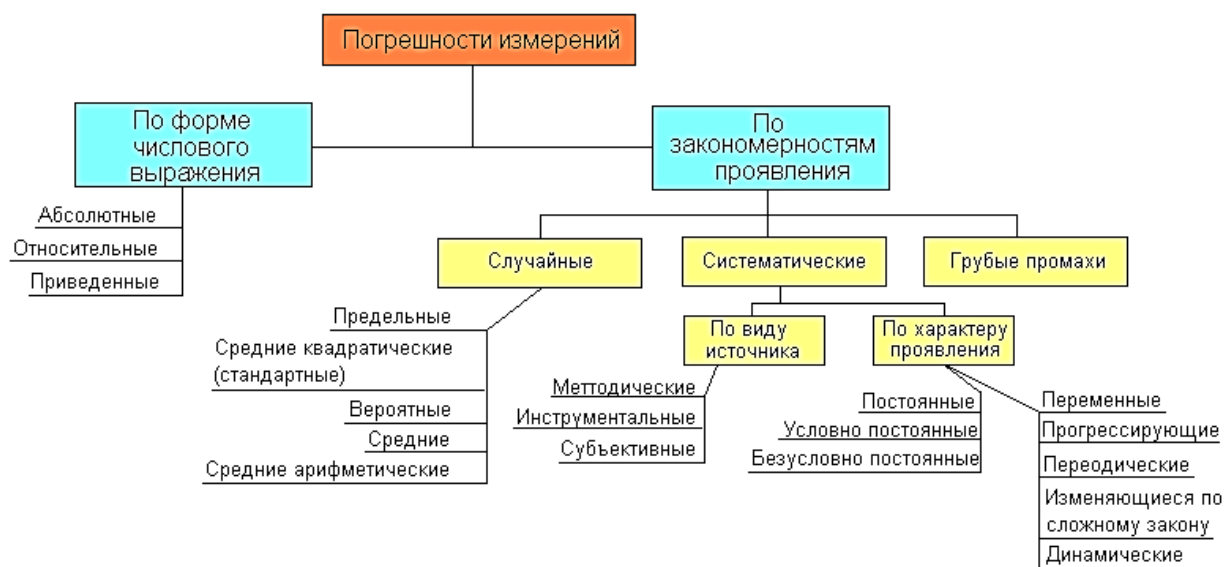 Погрешности измерений
По форме
числового
выражения
По
закономерностям
проявления
Абсолютные
Относительные
Приведенные
Случайные
Систематические
Грубые промахи
Предельные
Средние квадратические
(стандартные)
Вероятные
Средние
Средние арифметические
По виду
источника
По характеру
проявления
Меттодические
Инструментальные
Субъективные
Постоянные
Условно постоянные
Безусловно постоянные
Переменные
Прогрессирующие
Переодические
Изменяющиеся по
сложному закону
Динамические